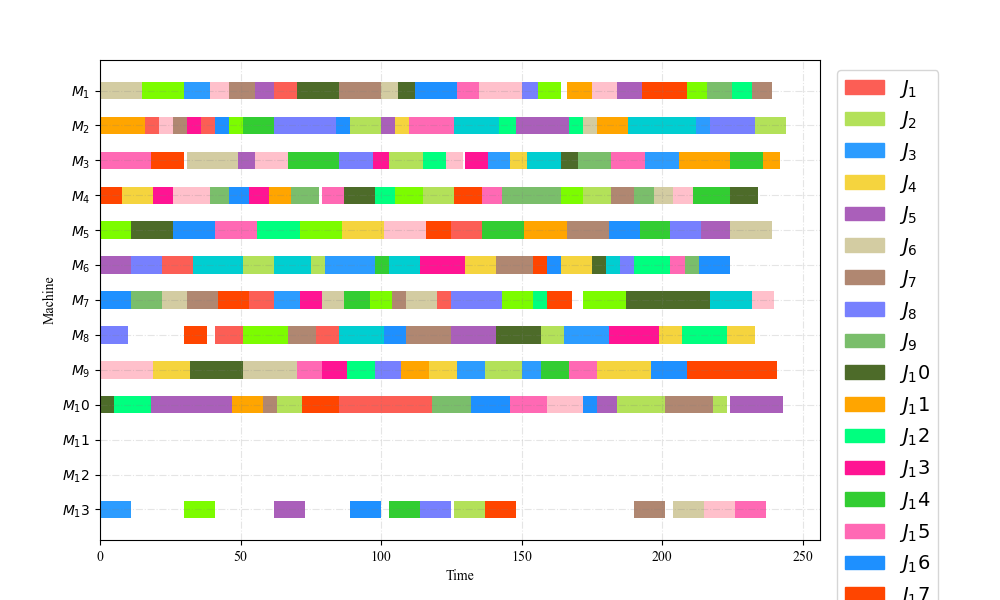 M₁
M₂
M₃
M₄
M₅
M₆
M₇
M₈
M₉
M₁0
M₁1
M₁2
M₁3
Machine
0 50 100 150 200 250
Time
J₁
J₂
J₃
J₄
J₅
J₆
J₇
J₈
J₉
J₁0
J₁1
J₁2
J₁3
J₁4
J₁5
J₁6
J₁7